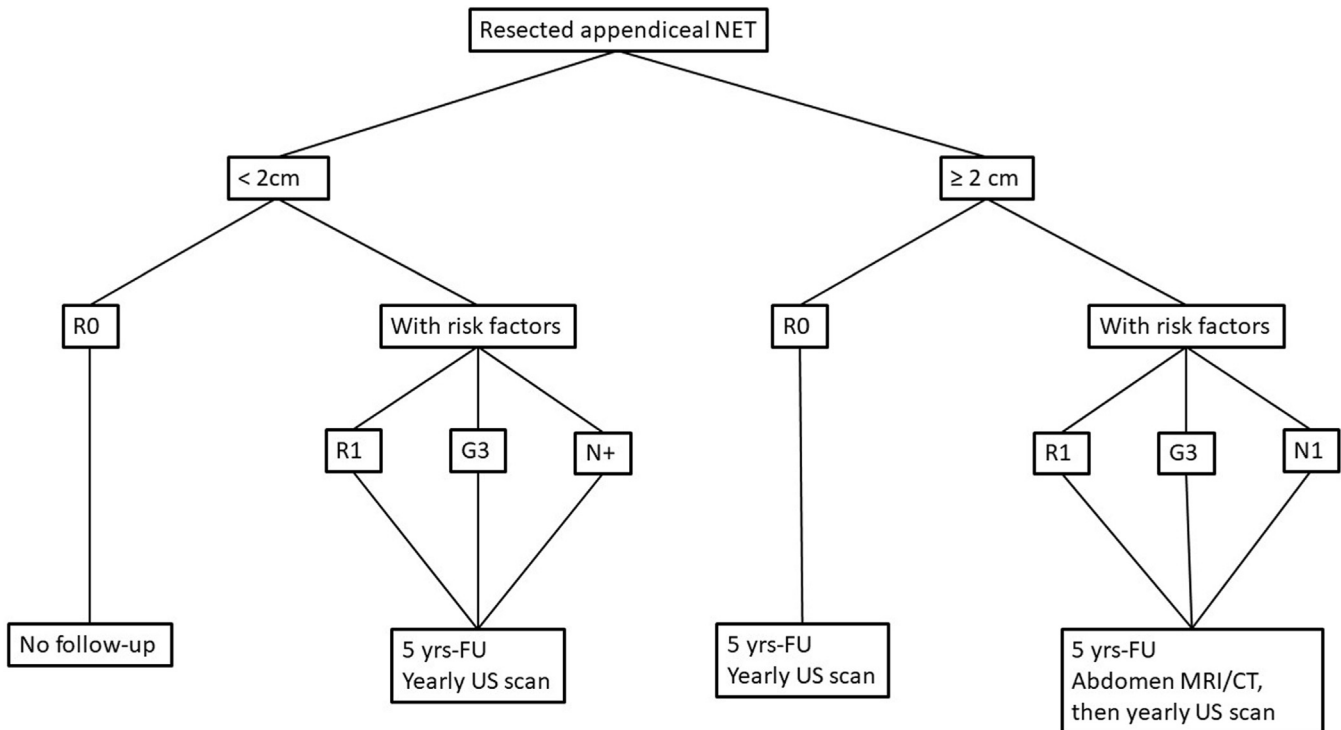 Resected appendiceal NET
< 2cm
≥ 2 cm
R0
With risk factors
R0
With risk factors
R1
G3
N+
R1
G3
N1
No follow-up
5 yrs-FU
Yearly US scan
5 yrs-FU
Yearly US scan
5 yrs-FU
Abdomen MRI/CT,
then yearly US scan